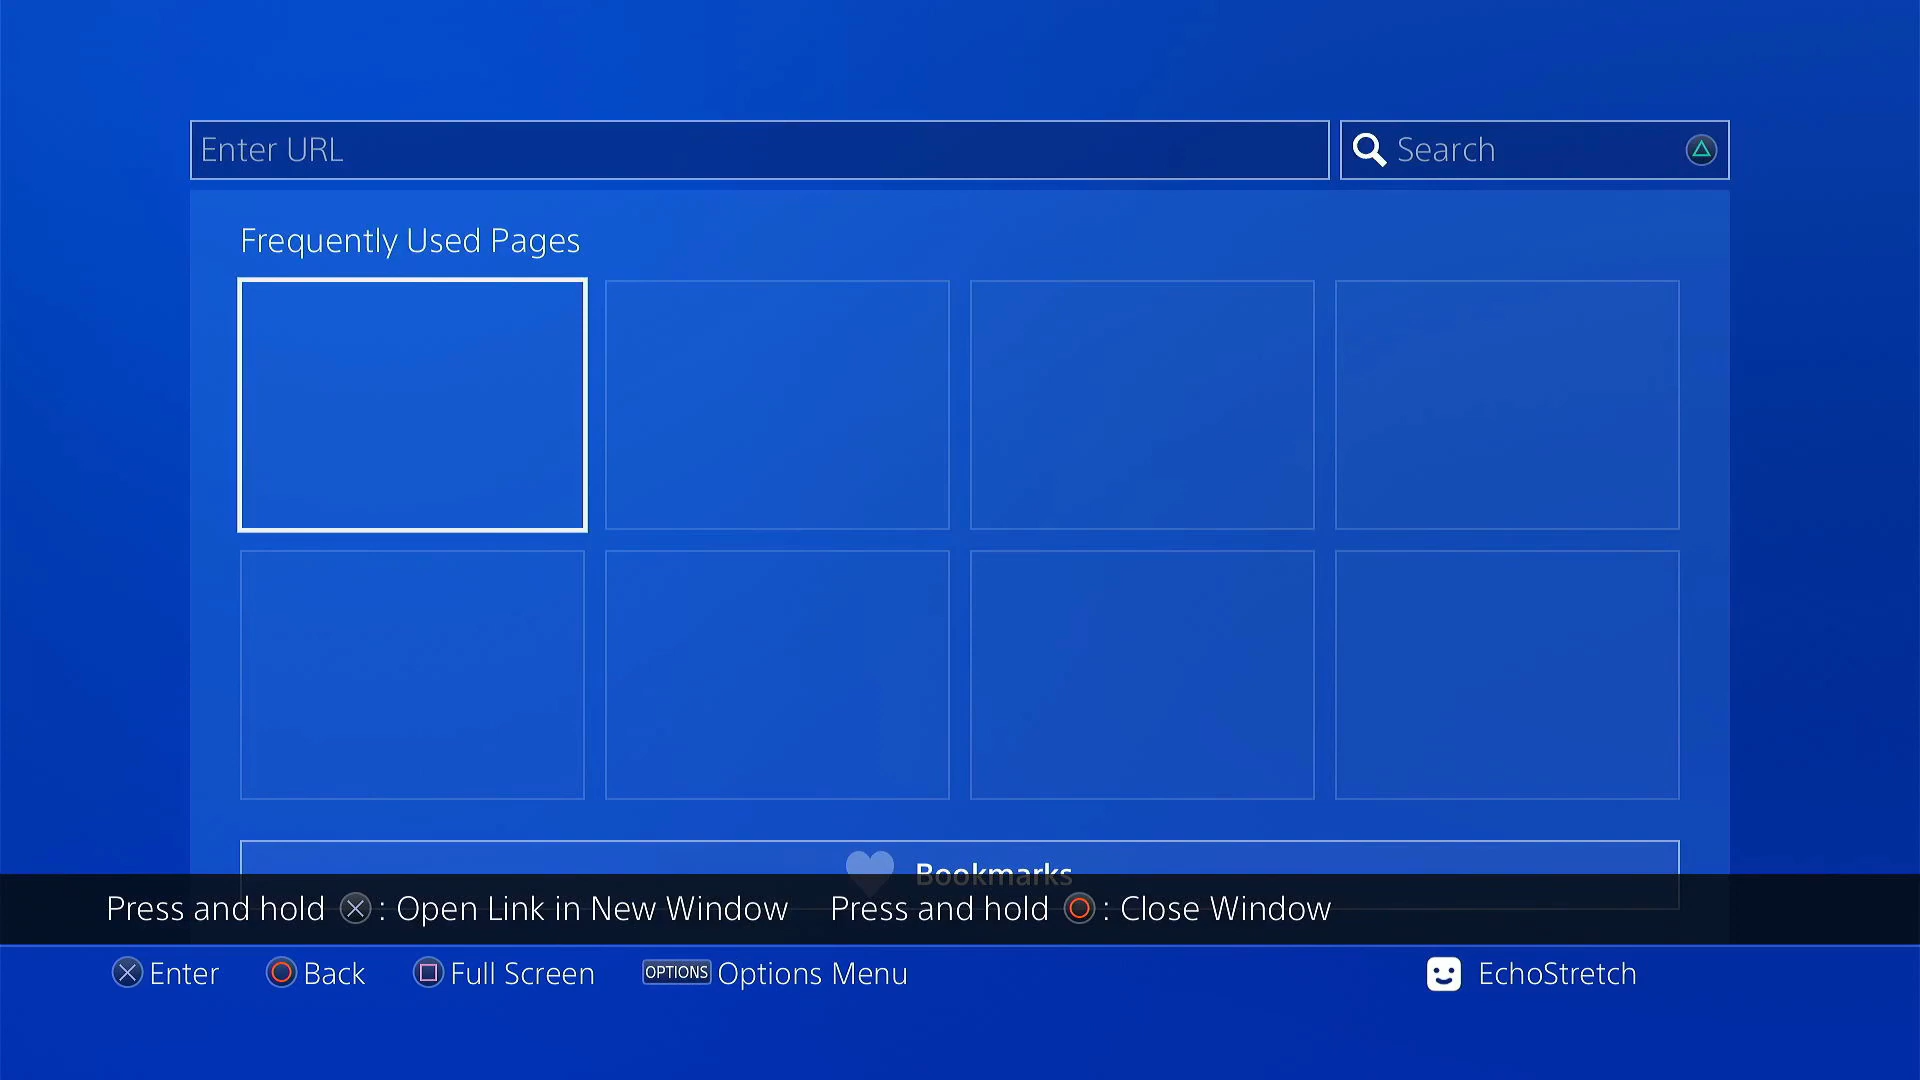 Enter URL
Search
Frequently Used Pages
Bookmarks
Press and hold : Open Link in New Window Press and hold : Close Window
Enter Back Full Screen OPTIONS Options Menu EchoStretch